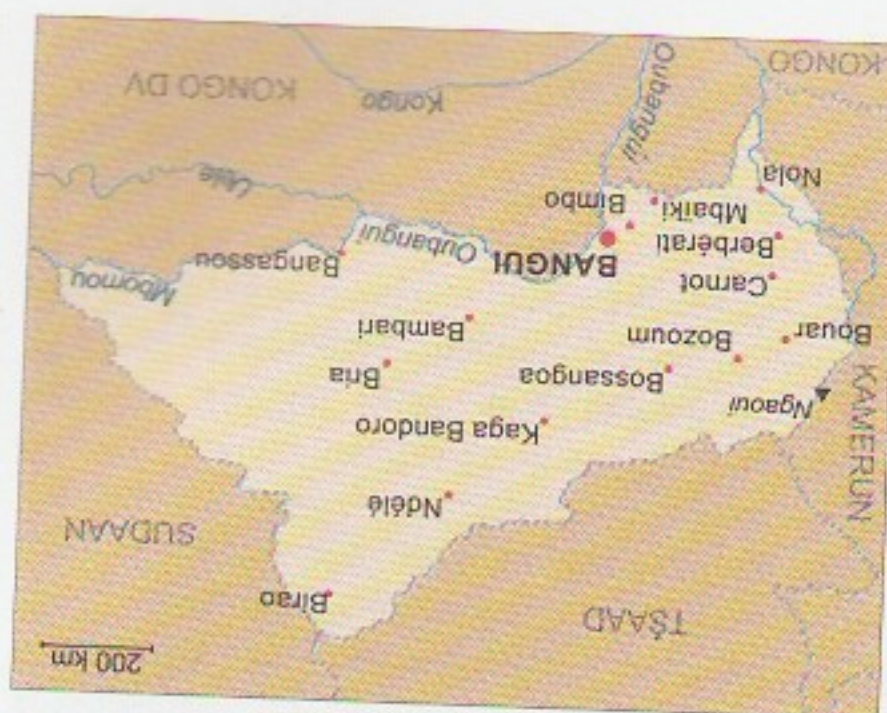 200 km
Birao
TŠAAD
SUDAAN
Ndélé
KAMERUN
Ngaoui
Kaga Bandoro
Bossangoa
Bria
Bouar
Bozoum
Bambari
Carnot
Berbérati
BANGUI
Oubangui
Bangassou
Mbomou
Mbaïki
Bimbo
Nola
Uele
Oubangui
Kongo
KONGO
KONGO DV